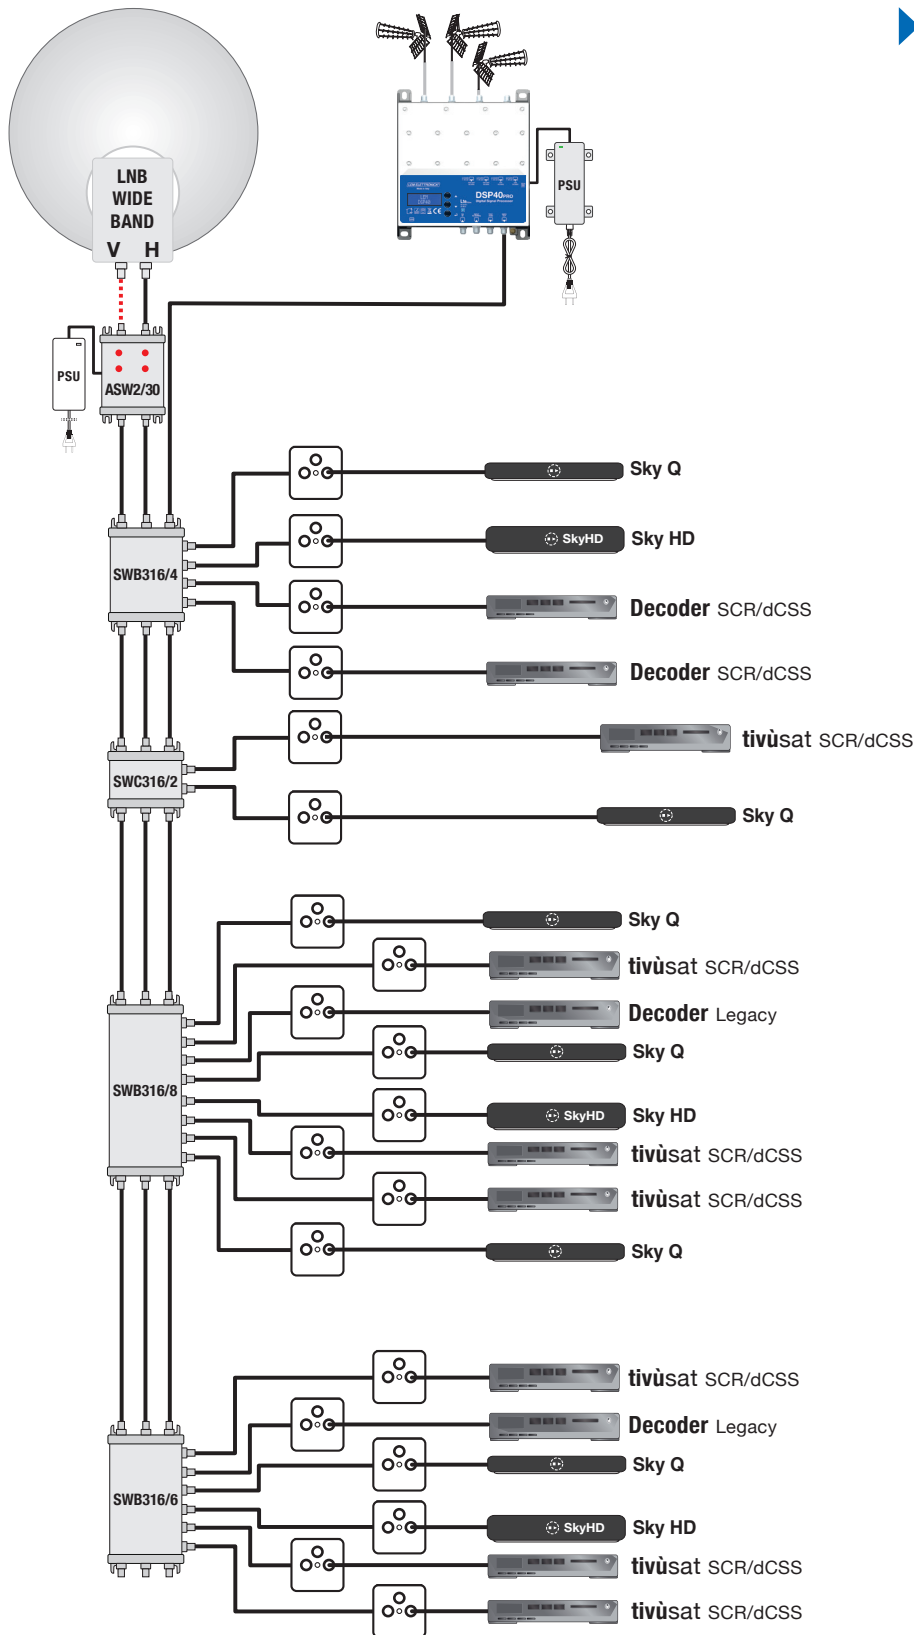 LNB
WIDE
BAND
V H
DSP40PRO
Digital Signal Processor
PSU
PSU
ASW2/30
Sky Q
SWB316/4
SkyHD Sky HD
Decoder SCR/dCSS
Decoder SCR/dCSS
tivùsat SCR/dCSS
SWC316/2
Sky Q
Sky Q
tivùsat SCR/dCSS
Decoder Legacy
Sky Q
SWB316/8
SkyHD Sky HD
tivùsat SCR/dCSS
tivùsat SCR/dCSS
Sky Q
tivùsat SCR/dCSS
Decoder Legacy
Sky Q
SWB316/6
SkyHD Sky HD
tivùsat SCR/dCSS
tivùsat SCR/dCSS